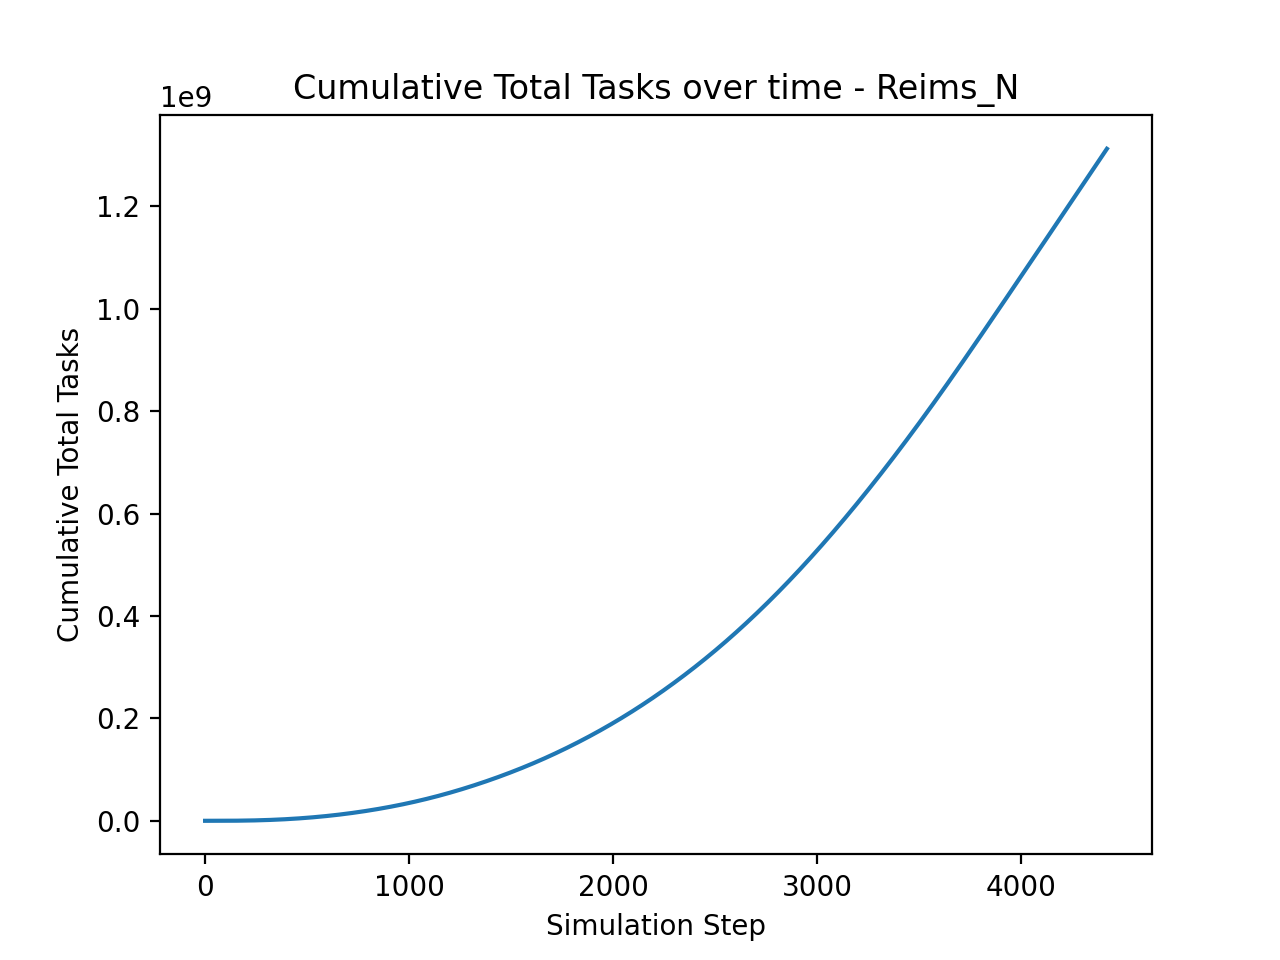 Cumulative Total Tasks over time - Reims_N
1e9
1.2
1.0
0.8
0.6
0.4
0.2
0.0
Cumulative Total Tasks
0 1000 2000 3000 4000
Simulation Step